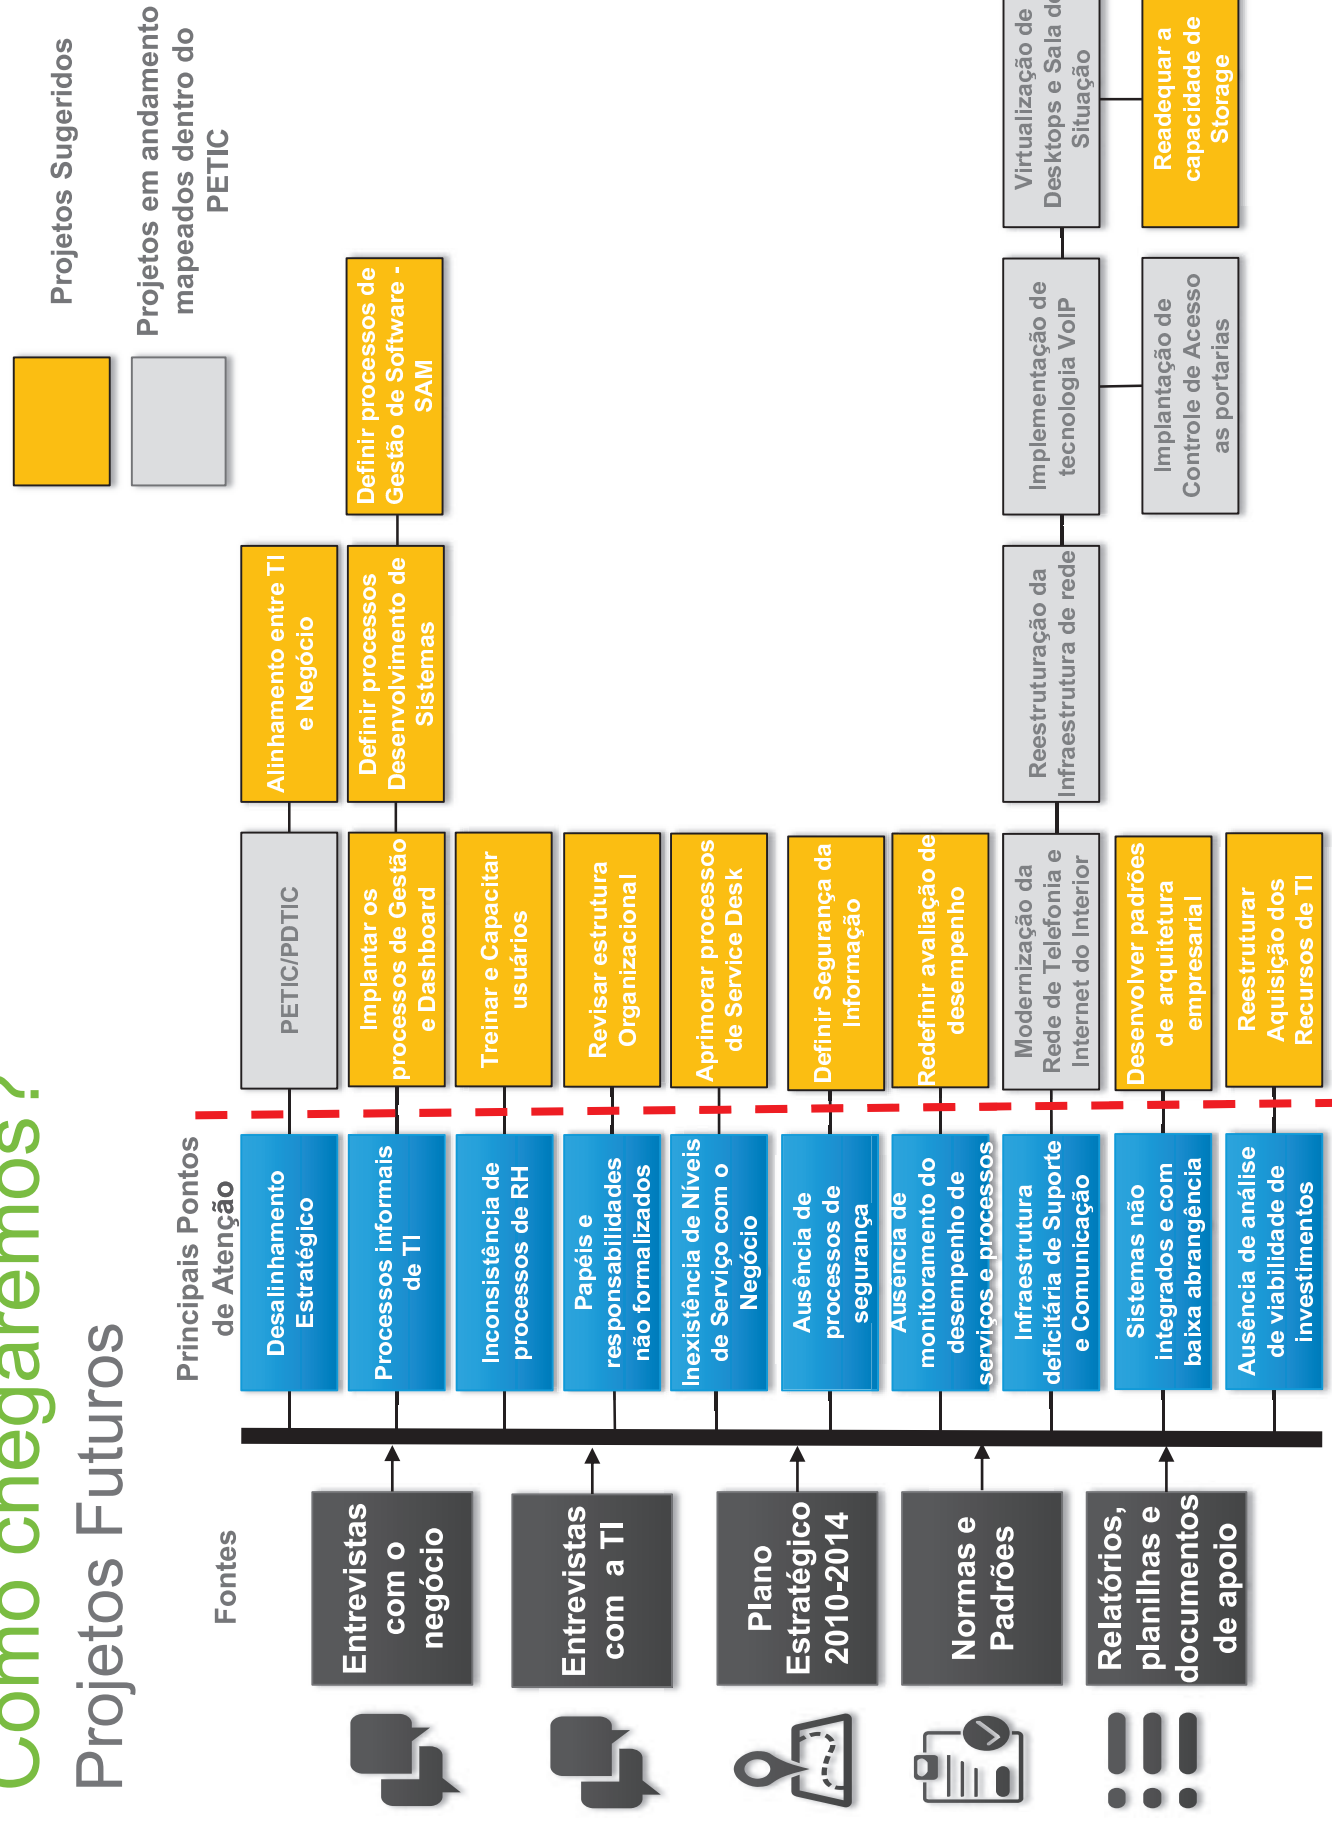 Como chegaremos?
Projetos Futuros
Projetos Sugeridos
Projetos em andamento
mapeados dentro do
PETIC
Fontes
Principais Pontos
de Atenção
Entrevistas
com o
negócio
Entrevistas
com a TI
Plano
Estratégico
2010-2014
Normas e
Padrões
Relatórios,
planilhas e
documentos
de apoio
Desalinhamento
Estratégico
PETIC/PDTIC
Alinhamento entre TI
e Negócio
Processos informais
de TI
Implantar os
processos de Gestão
e Dashboard
Definir processos
Desenvolvimento de
Sistemas
Definir processos de
Gestão de Software -
SAM
Inconsistência de
processos de RH
Treinar e Capacitar
usuários
Papéis e
responsabilidades
não formalizados
Revisar estrutura
Organizacional
Inexistência de Níveis
de Serviço com o
Negócio
Aprimorar processos
de Service Desk
Ausência de
processos de
segurança
Definir Segurança da
Informação
Ausência de
monitoramento do
desempenho de
serviços e processos
Redefinir avaliação de
desempenho
Infraestrutura
deficitária de Suporte
e Comunicação
Modernização da
Rede de Telefonia e
Internet do Interior
Reestruturação da
Infraestrutura de rede
Implementação de
tecnologia VoIP
Virtualização de
Desktops e Sala de
Situação
Implantação de
Controle de Acesso
as portarias
Readequar a
capacidade de
Storage
Sistemas não
integrados e com
baixa abrangência
Desenvolver padrões
de arquitetura
empresarial
Ausência de análise
de viabilidade de
investimentos
Reestruturar
Aquisição dos
Recursos de TI